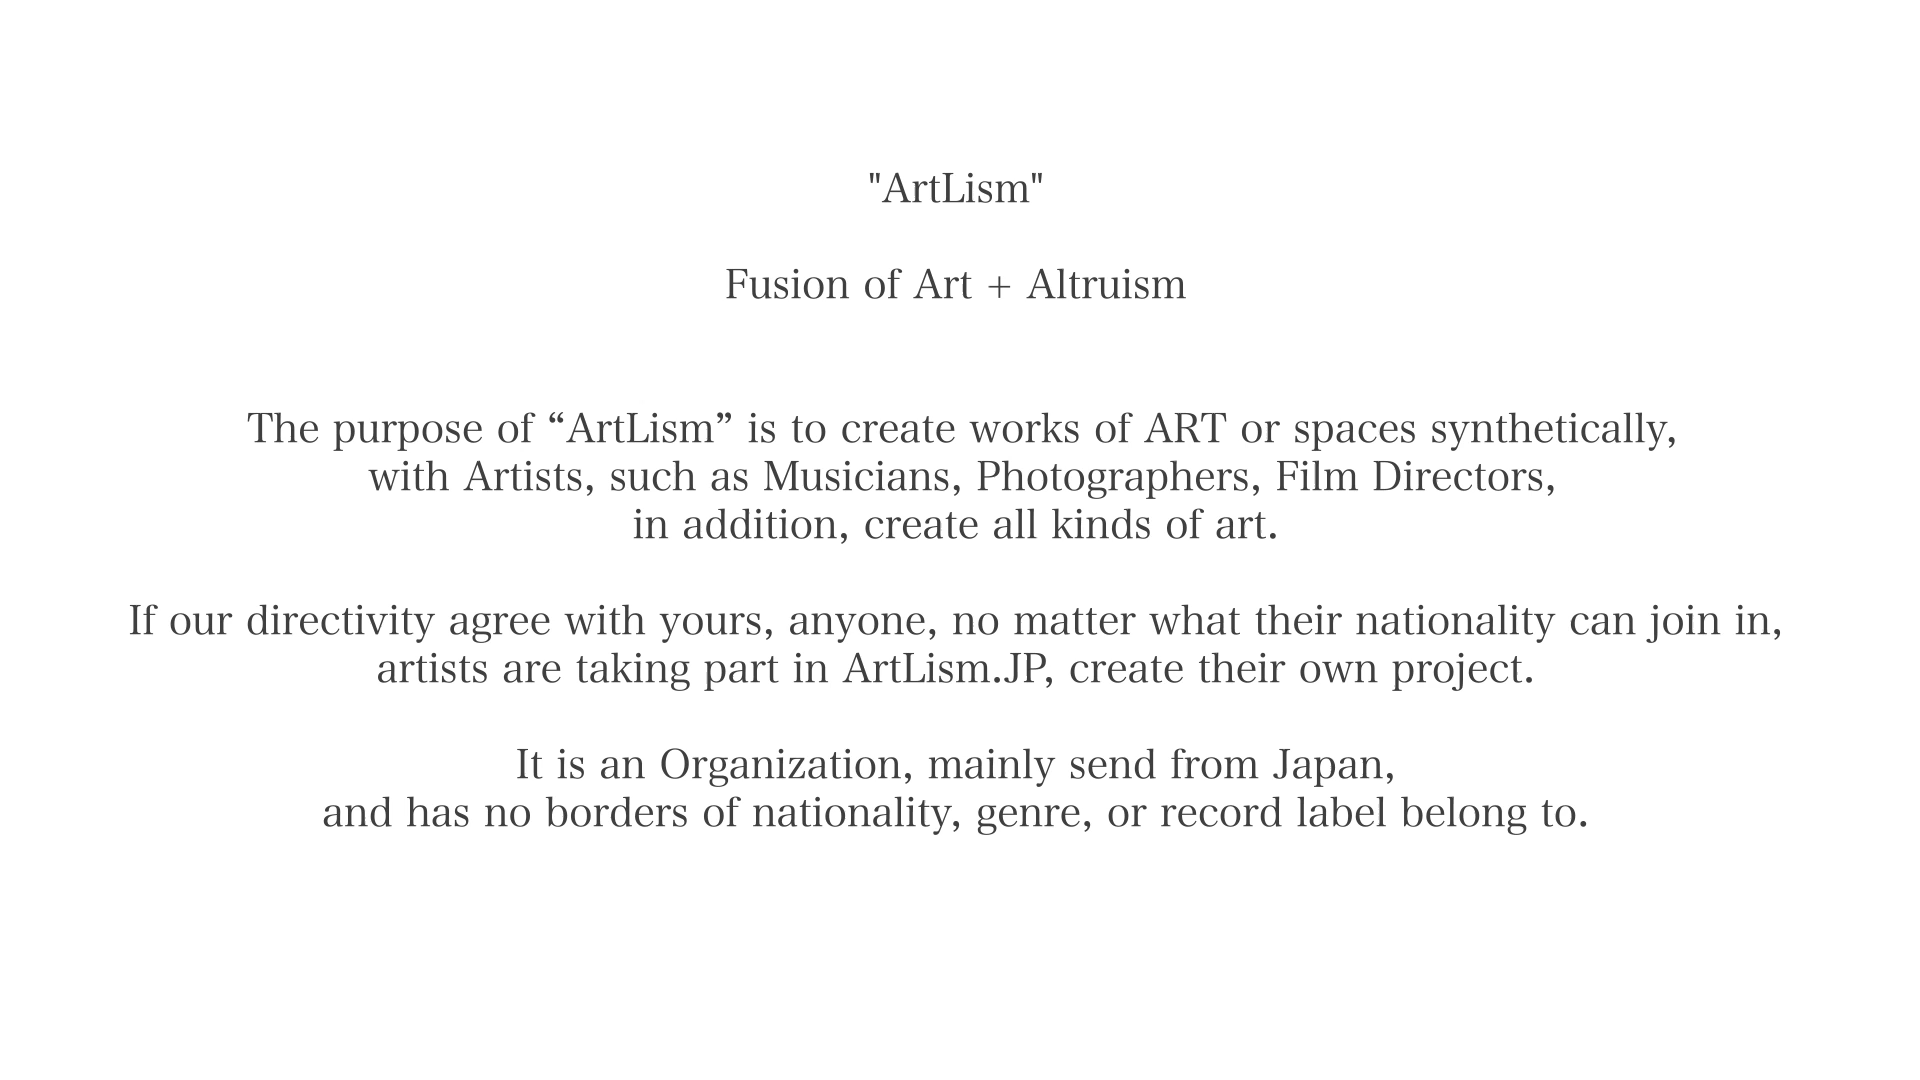 "ArtLism"
Fusion of Art + Altruism
The purpose of “ArtLism” is to create works of ART or spaces synthetically,
with Artists, such as Musicians, Photographers, Film Directors,
in addition, create all kinds of art.
If our directivity agree with yours, anyone, no matter what their nationality can join in,
artists are taking part in ArtLism.JP, create their own project.
It is an Organization, mainly send from Japan,
and has no borders of nationality, genre, or record label belong to.